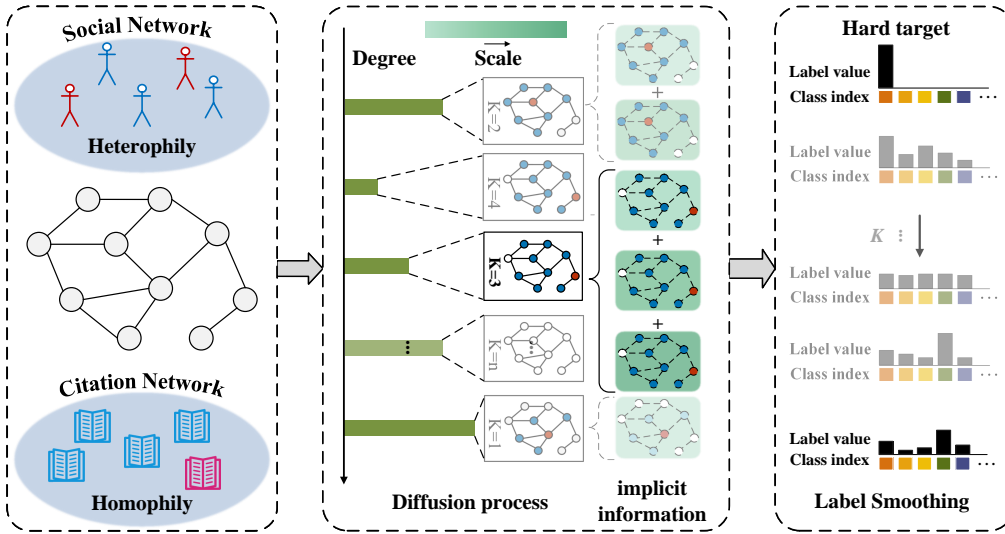 Social Network
Heterophily
Citation Network
Homophily
Degree
Scale
K=2
+
K=4
K=3
+
K=n
+
K=1
Diffusion process
implicit
information
Hard target
Label value
Class index
...
Label value
Class index
...
K
Label value
Class index
...
Label value
Class index
...
Label value
Class index
...
Label Smoothing